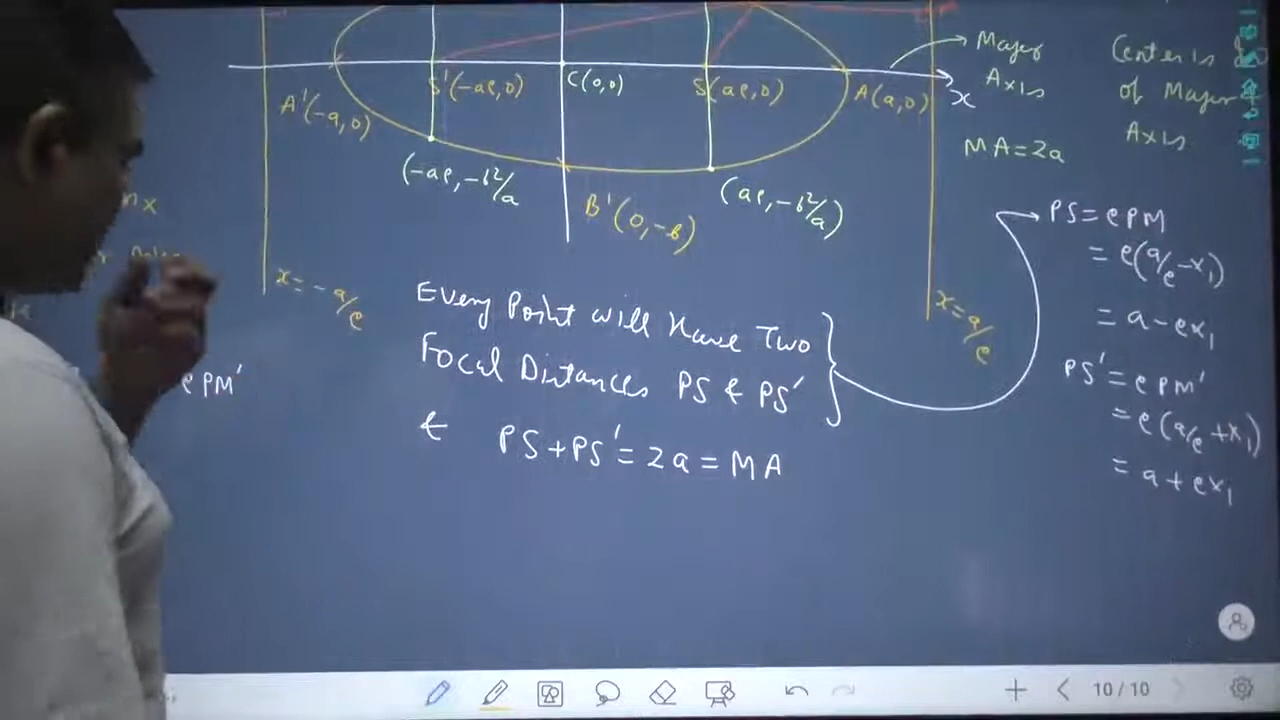 Major
Axis
x
MA=2a
Center is
of Major
Axis
A'(-a,0)
S'(-ae,0)
C(0,0)
S(ae,0)
A(a,0)
(-ae,-b²/a
B'(0,-b)
(ae,-b²/a)
x=-a/e
x=a/e
ePM'
Every Point will Have Two
Focal Distances PS & PS'
& PS+PS'=2a=MA
PS=ePM
=e(a/e-x₁)
=a-ex₁
PS'=ePM'
=e(a/e+x₁)
=a+ex₁
10/10